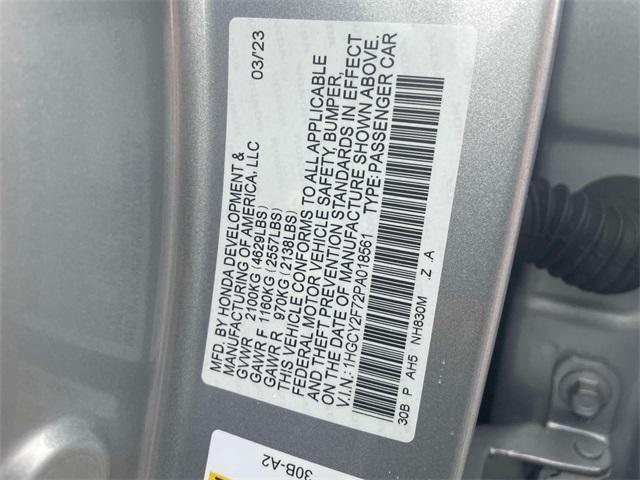 MFD. BY HONDA DEVELOPMENT & 03/'23
MANUFACTURING OF AMERICA, LLC
GVWR 2160KG (4629LBS)
GAWR F 1160KG (2557LBS)
GAWR R 970KG (2138LBS)
THIS VEHICLE CONFORMS TO ALL APPLICABLE
FEDERAL MOTOR VEHICLE SAFETY, BUMPER,
AND THEFT PREVENTION STANDARDS IN EFFECT
ON THE DATE OF MANUFACTURE SHOWN ABOVE.
V.I.N.:1HGCY2F72PA018561 TYPE: PASSENGER CAR
30B P AH5 NH830M .Z .A
30B-A2